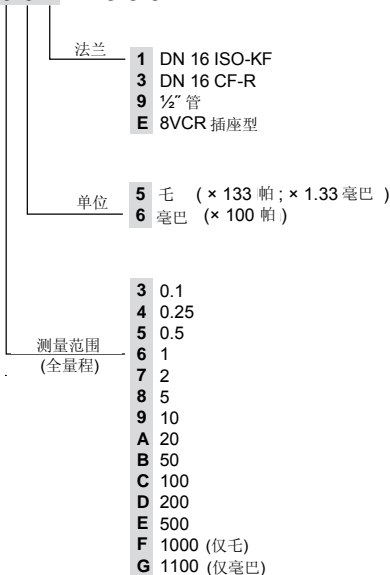 法兰
1 DN 16 ISO-KF
3 DN 16 CF-R
9 ½˝ 管
E 8VCR 插座型
单位
5 毛 ( × 133 帕 ; × 1.33 毫巴 )
6 毫巴 (× 100 帕 )
测量范围
(全量程)
3 0.1
4 0.25
5 0.5
6 1
7 2
8 5
9 10
A 20
B 50
C 100
D 200
E 500
F 1000 (仅毛)
G 1100 (仅毫巴)